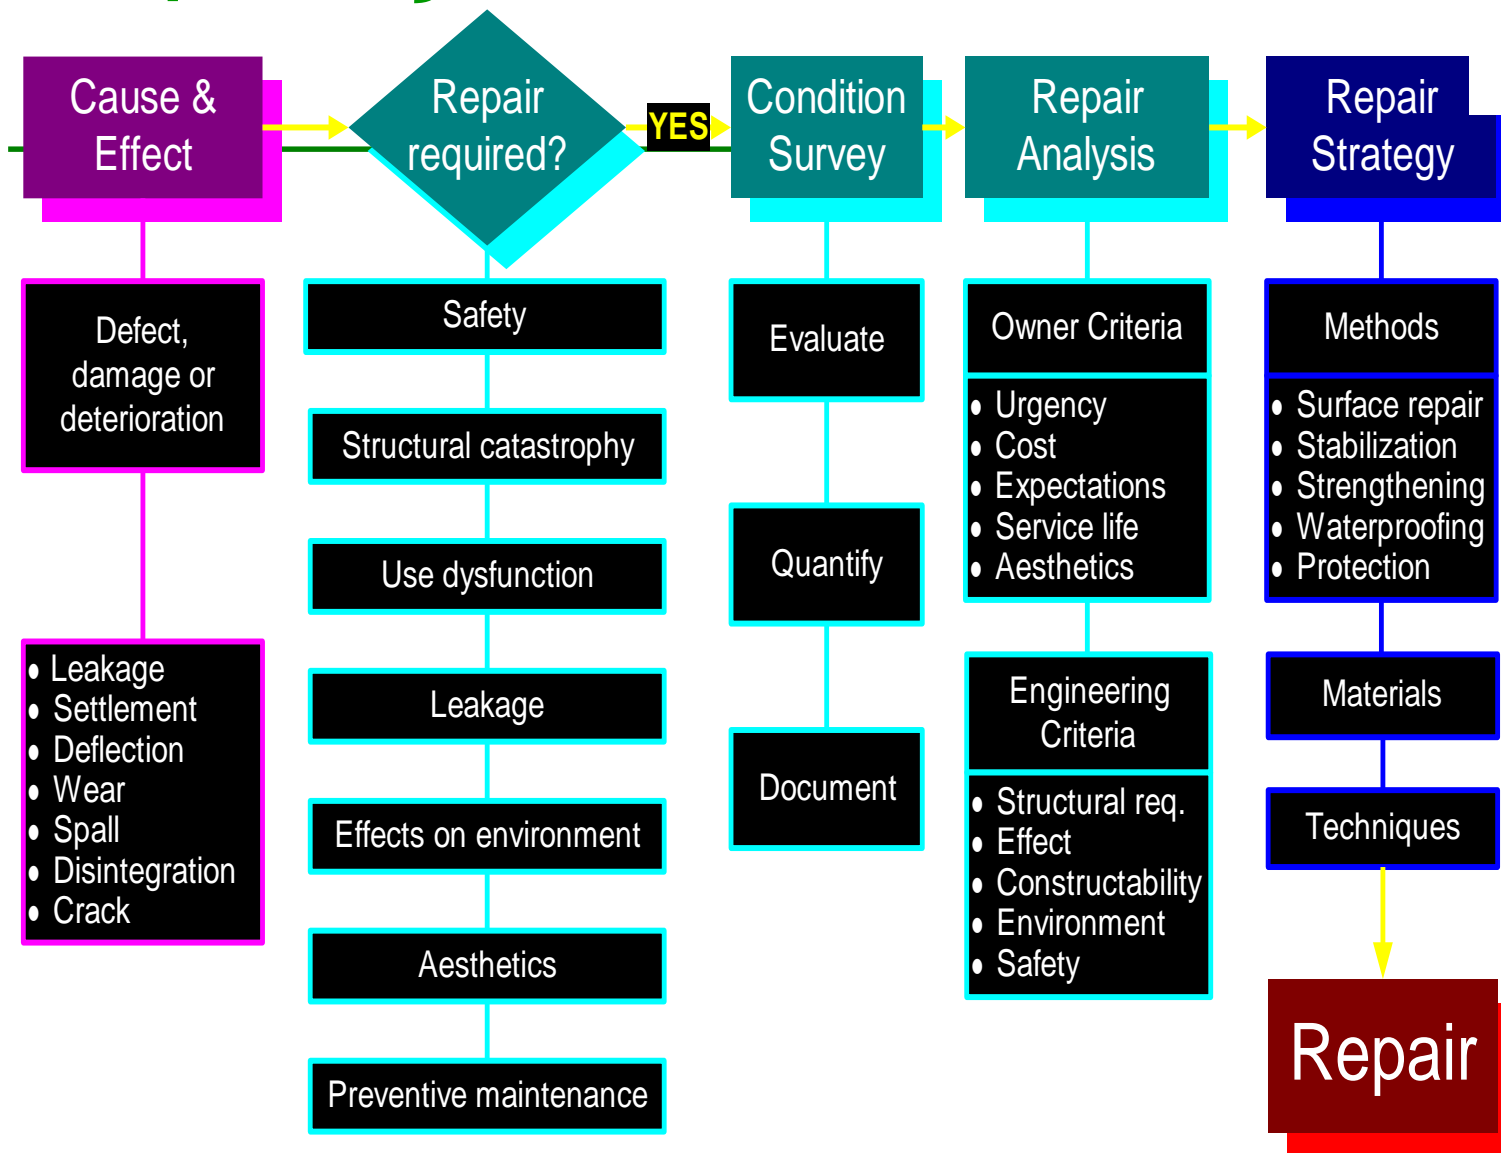 Cause &
Effect
Repair
required?
YES
Condition
Survey
Repair
Analysis
Repair
Strategy
Defect,
damage or
deterioration
• Leakage
• Settlement
• Deflection
• Wear
• Spall
• Disintegration
• Crack
Safety
Structural catastrophy
Use dysfunction
Leakage
Effects on environment
Aesthetics
Preventive maintenance
Evaluate
Quantify
Document
Owner Criteria
• Urgency
• Cost
• Expectations
• Service life
• Aesthetics
Engineering
Criteria
• Structural req.
• Effect
• Constructability
• Environment
• Safety
Methods
• Surface repair
• Stabilization
• Strengthening
• Waterproofing
• Protection
Materials
Techniques
Repair